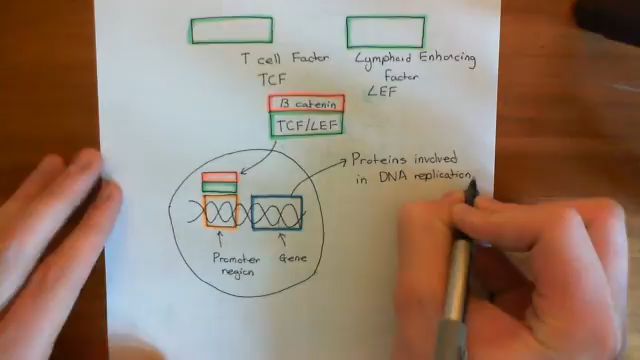 T cell Factor
TCF
Lymphoid Enhancing
Factor
LEF
β catenin
TCF/LEF
Proteins involved
in DNA replication,
Promoter
region
Gene